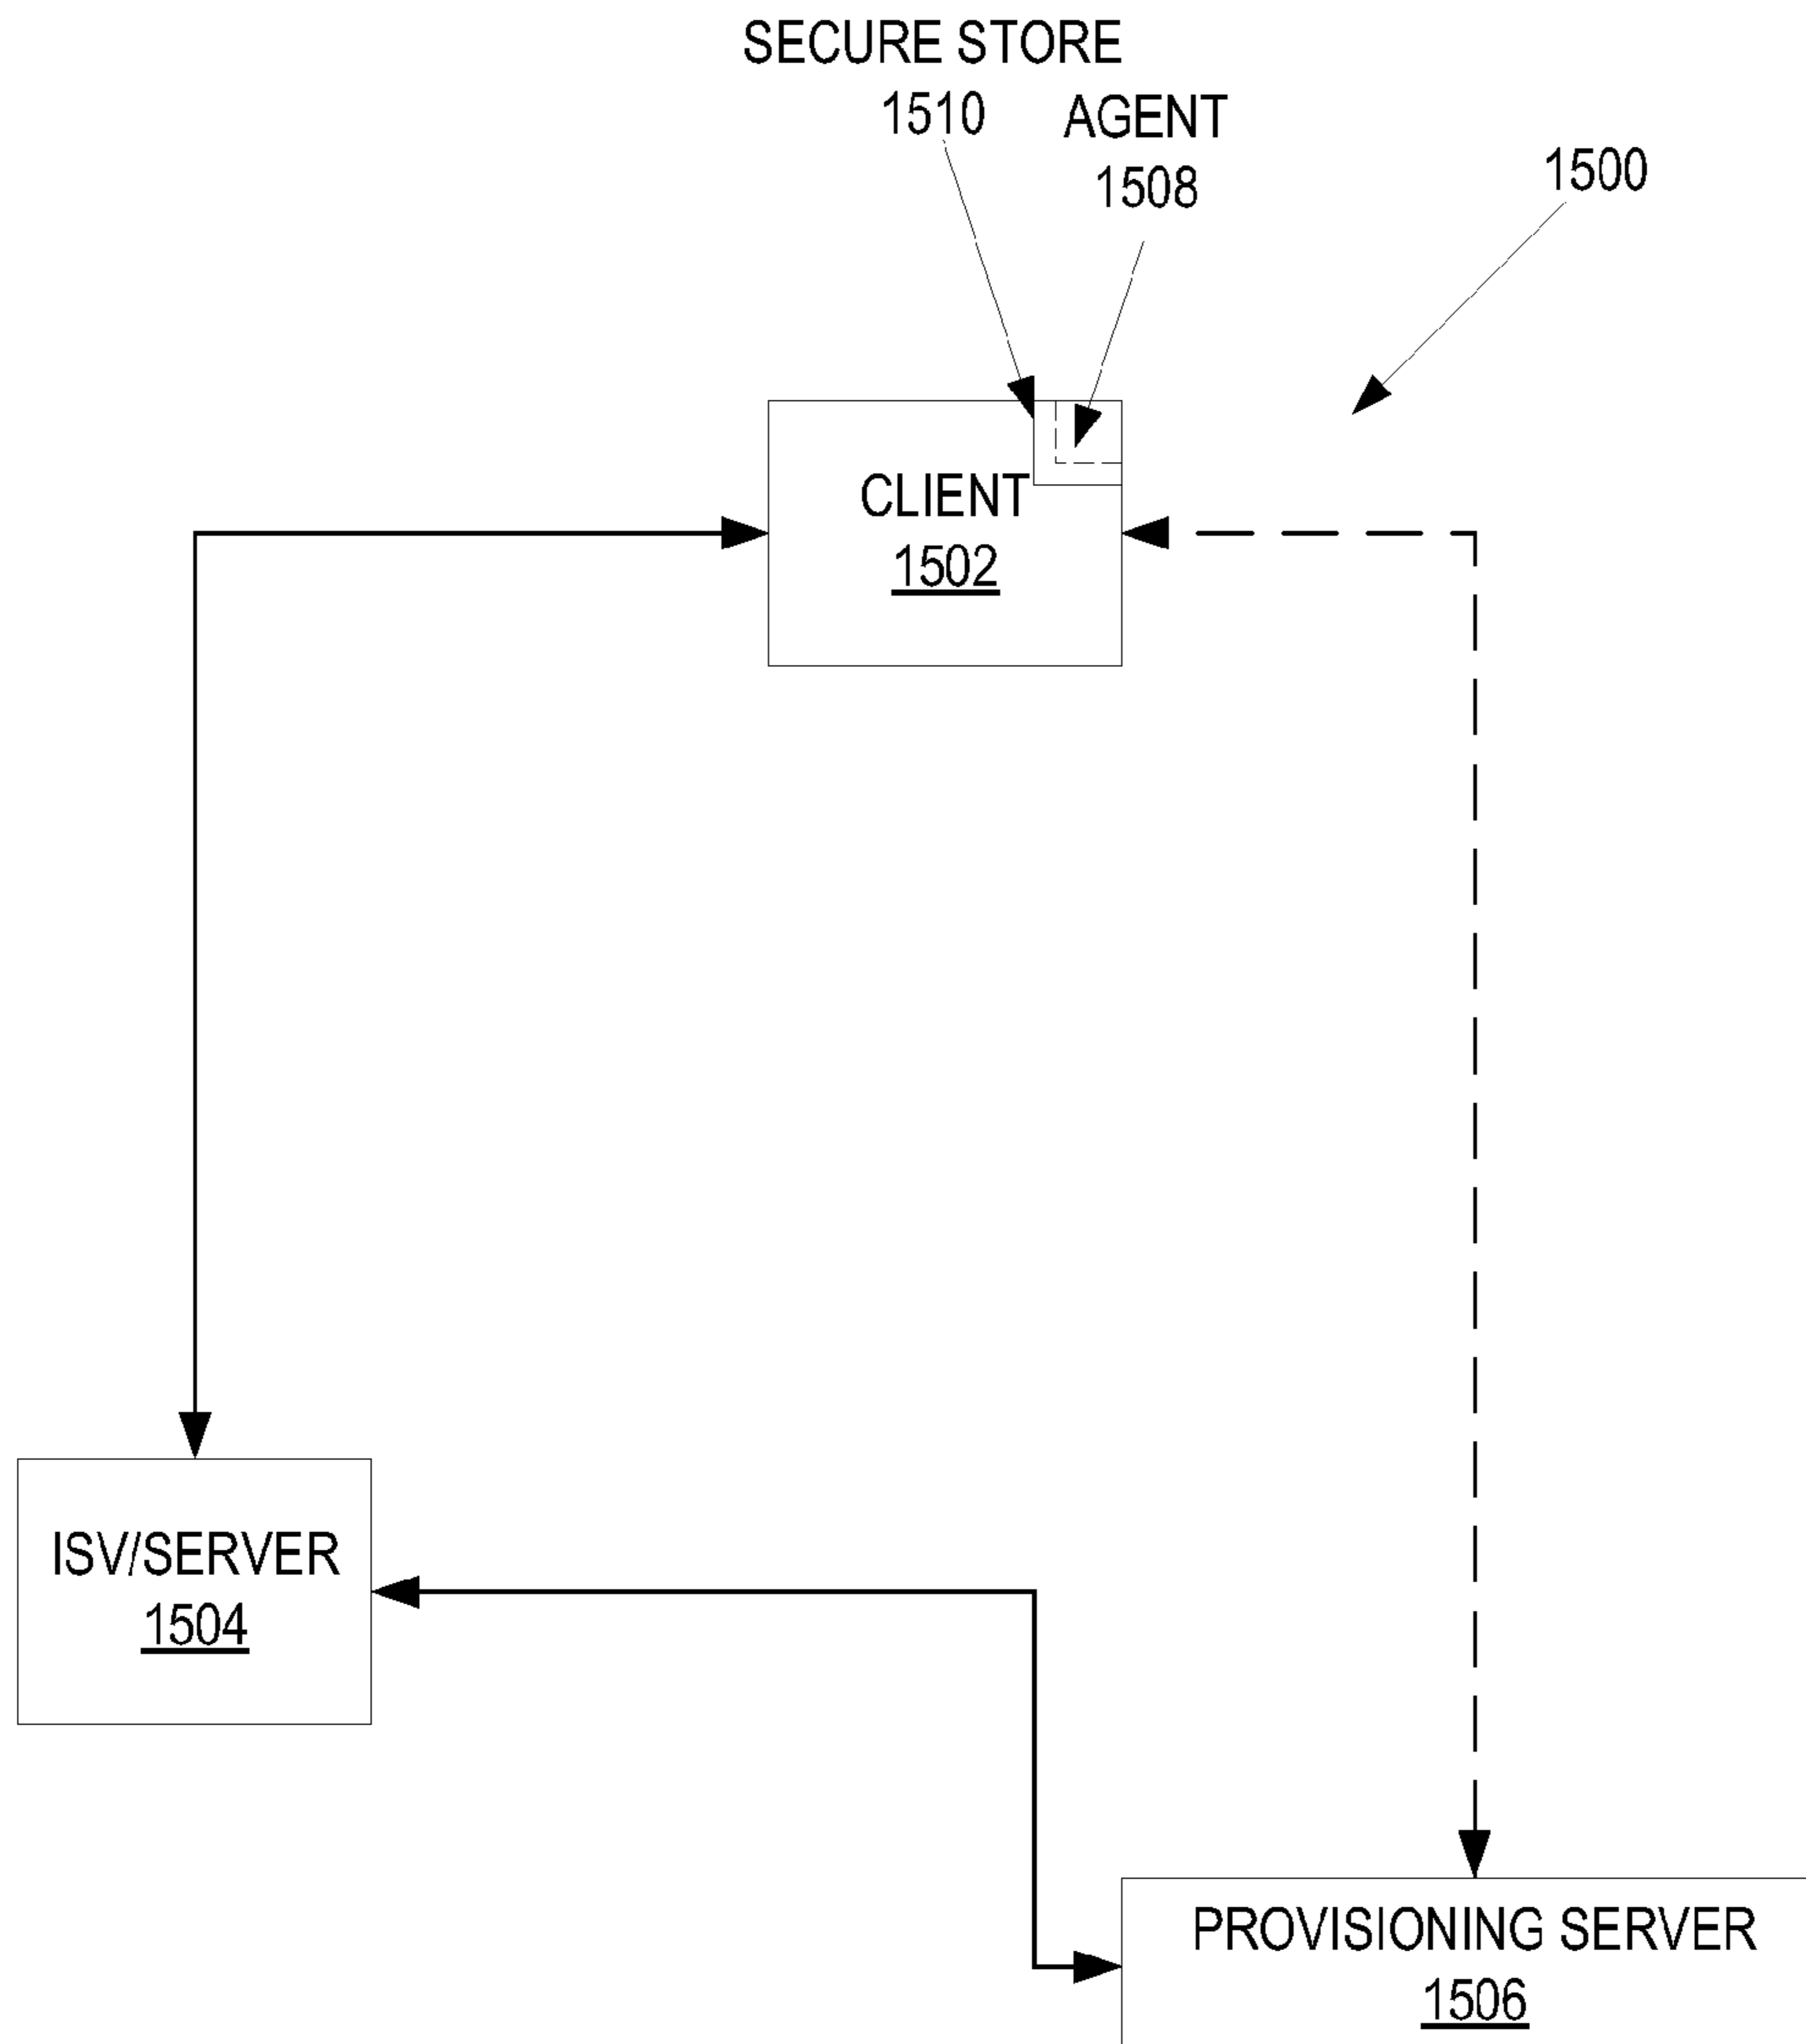 SECURE STORE
1510
AGENT
1508
1500
CLIENT
1502
ISV/SERVER
1504
PROVISIONING SERVER
1506